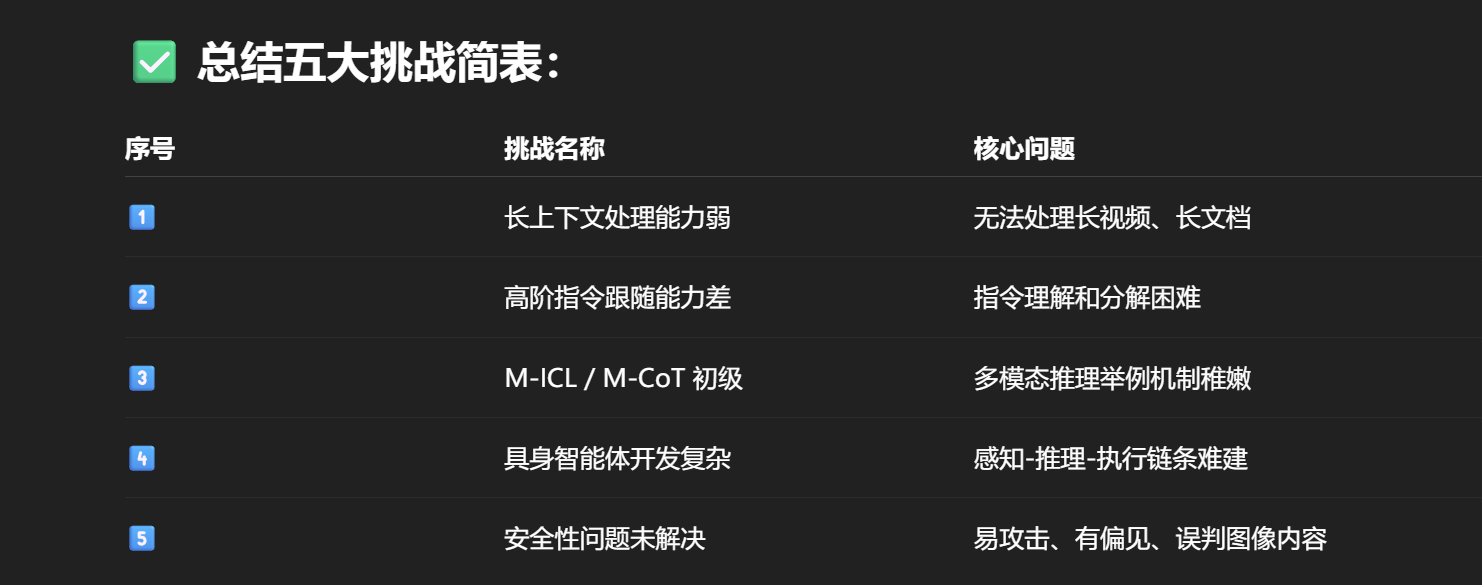 ✅ 总结五大挑战简表：
序号 挑战名称 核心问题
1 长上下文处理能力弱 无法处理长视频、长文档
2 高阶指令跟随能力差 指令理解和分解困难
3 M-ICL / M-CoT 初级 多模态推理举例机制稚嫩
4 具身智能体开发复杂 感知-推理-执行链条难建
5 安全性问题未解决 易攻击、有偏见、误判图像内容